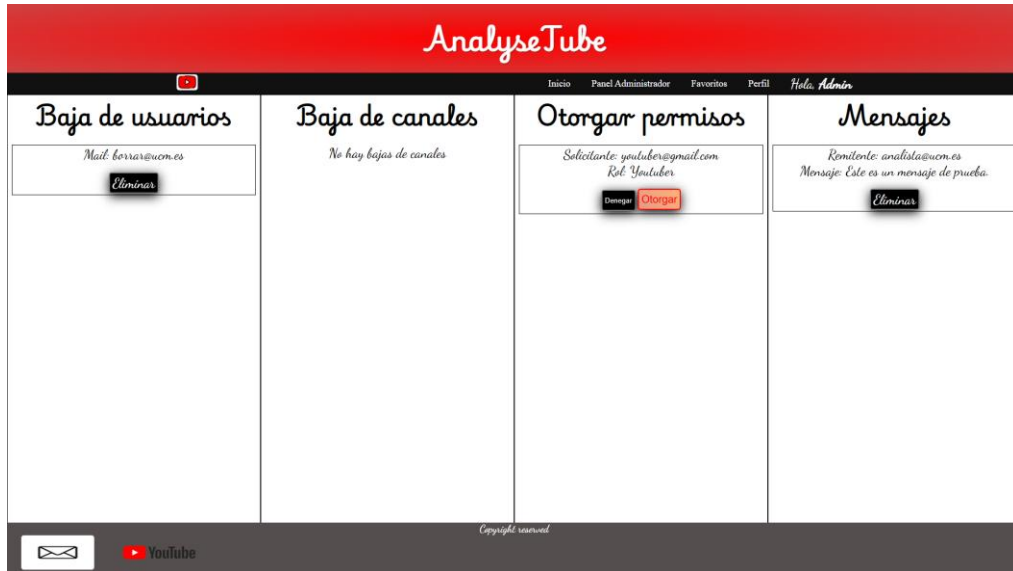 AnalyseTube
Inicio Panel Administrador Favoritos Perfil Hola, Admin
Baja de usuarios
Mail: borrar@ucm.es
Eliminar
Baja de canales
No hay bajas de canales
Otorgar permisos
Solicitante: youtuber@gmail.com
Rol: Youtuber
Denegar Otorgar
Mensajes
Remitente: analista@ucm.es
Mensaje: Este es un mensaje de prueba.
Eliminar
Copyright reserved
YouTube